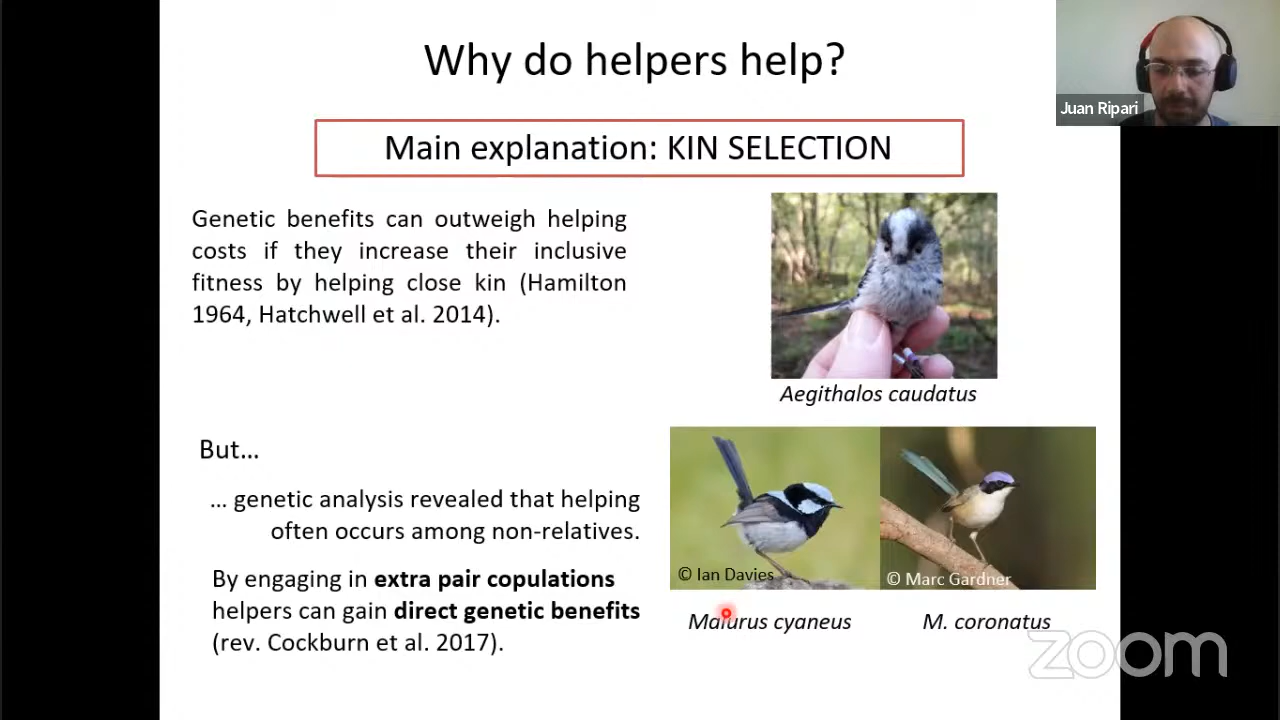 Why do helpers help?
Juan Ripari
Main explanation: KIN SELECTION
Genetic benefits can outweigh helping
costs if they increase their inclusive
fitness by helping close kin (Hamilton
1964, Hatchwell et al. 2014).
Aegithalos caudatus
But...
... genetic analysis revealed that helping
often occurs among non-relatives.
By engaging in extra pair copulations
helpers can gain direct genetic benefits
(rev. Cockburn et al. 2017).
© Ian Davies
© Marc Gardner
Malurus cyaneus
M. coronatus
zoom